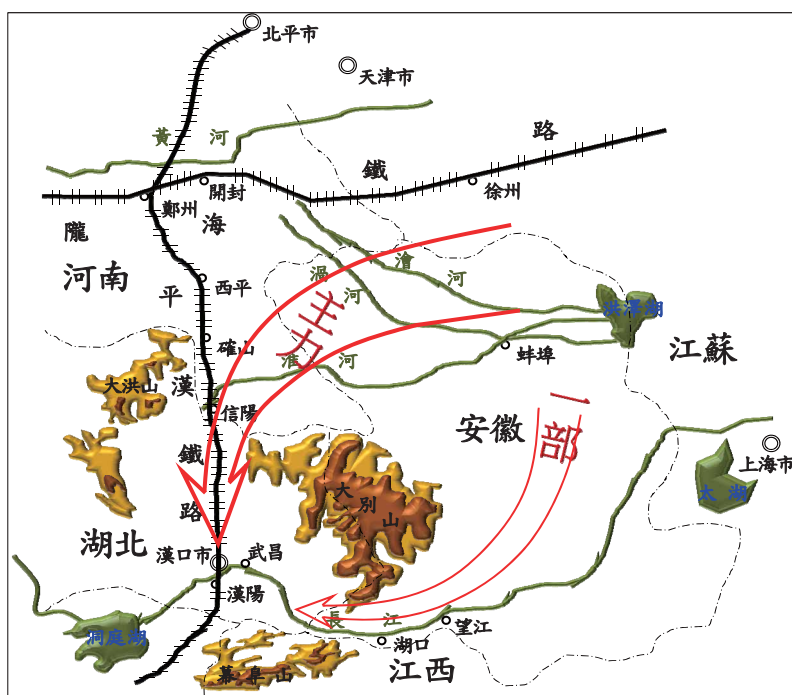 北平市
天津市
黃河
鐵路
徐州
開封
鄭州
隴海
河南
平漢鐵路
西平
澮河
渦河
主力
洪澤湖
江蘇
確山
淮河
蚌埠
大洪山
信陽
一部
安徽
上海市
太湖
大別山
湖北
漢口市
武昌
漢陽
長江
望江
洞庭湖
湖口
幕阜山
江西